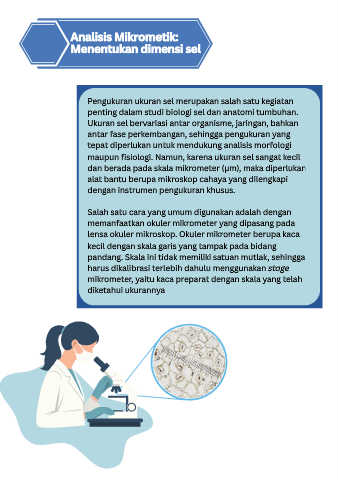 Analisis Mikrometik:
Menentukan dimensi sel
Pengukuran ukuran sel merupakan salah satu kegiatan
penting dalam studi biologi sel dan anatomi tumbuhan.
Ukuran sel bervariasi antar organisme, jaringan, bahkan
antar fase perkembangan, sehingga pengukuran yang
tepat diperlukan untuk mendukung analisis morfologi
maupun fisiologi. Namun, karena ukuran sel sangat kecil
dan berada pada skala mikrometer (µm), maka diperlukan
alat bantu berupa mikroskop cahaya yang dilengkapi
dengan instrumen pengukuran khusus.
Salah satu cara yang umum digunakan adalah dengan
memanfaatkan okuler mikrometer yang dipasang pada
lensa okuler mikroskop. Okuler mikrometer berupa kaca
kecil dengan skala garis yang tampak pada bidang
pandang. Skala ini tidak memiliki satuan mutlak, sehingga
harus dikalibrasi terlebih dahulu menggunakan stage
mikrometer, yaitu kaca preparat dengan skala yang telah
diketahui ukurannya